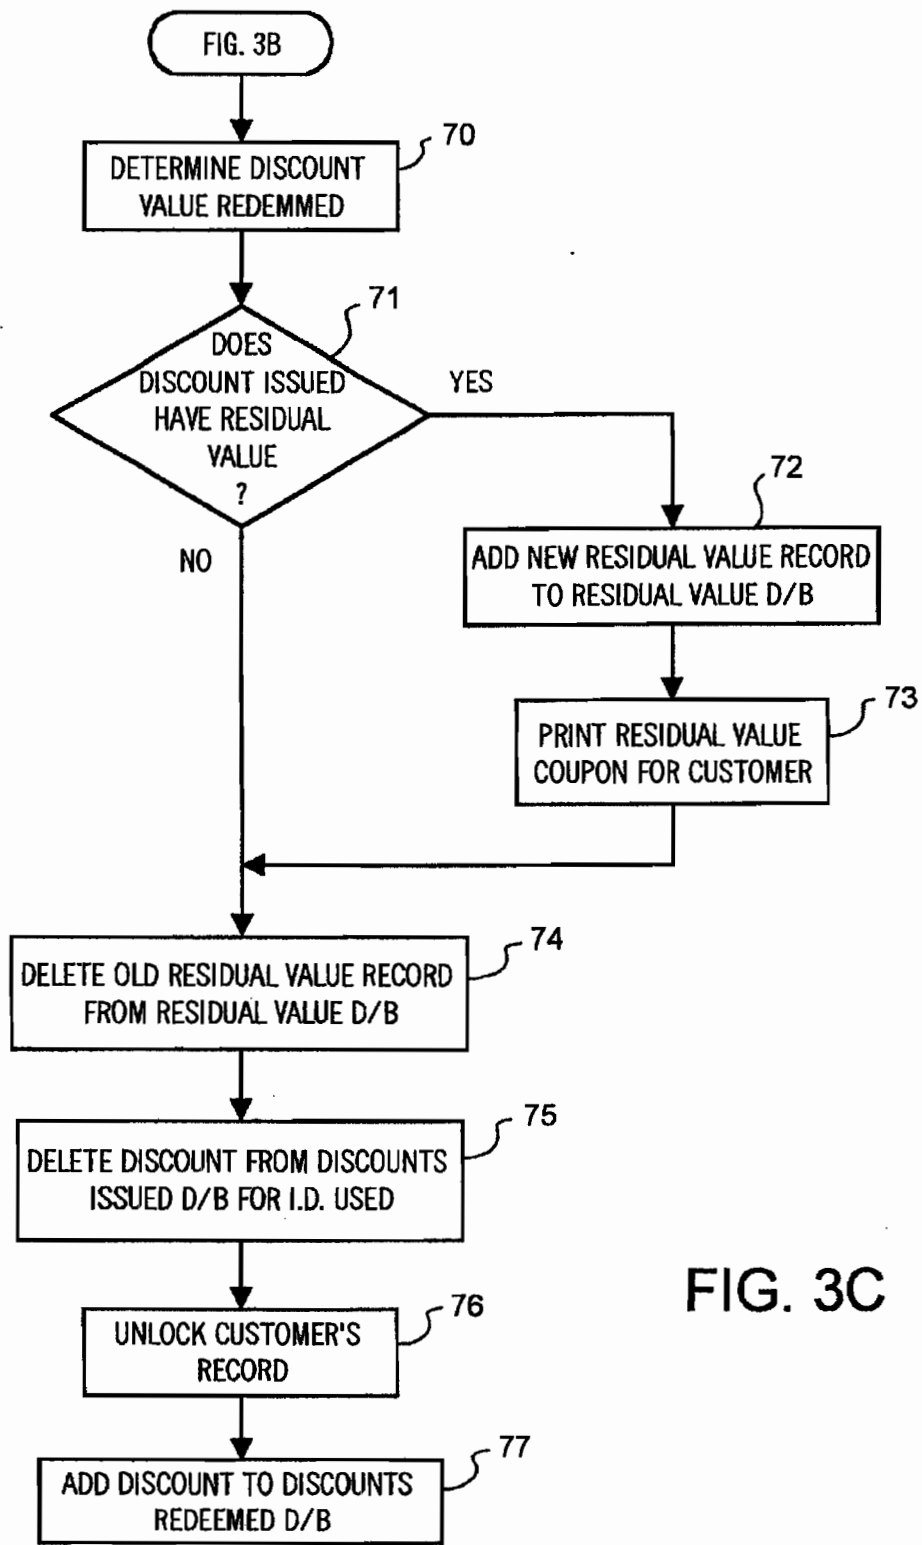 FIG. 3B
70
DETERMINE DISCOUNT
VALUE REDEMMED
71
DOES
DISCOUNT ISSUED
HAVE RESIDUAL
VALUE
?
YES
NO
72
ADD NEW RESIDUAL VALUE RECORD
TO RESIDUAL VALUE D/B
73
PRINT RESIDUAL VALUE
COUPON FOR CUSTOMER
74
DELETE OLD RESIDUAL VALUE RECORD
FROM RESIDUAL VALUE D/B
75
DELETE DISCOUNT FROM DISCOUNTS
ISSUED D/B FOR I.D. USED
76
UNLOCK CUSTOMER'S
RECORD
FIG. 3C
77
ADD DISCOUNT TO DISCOUNTS
REDEEMED D/B